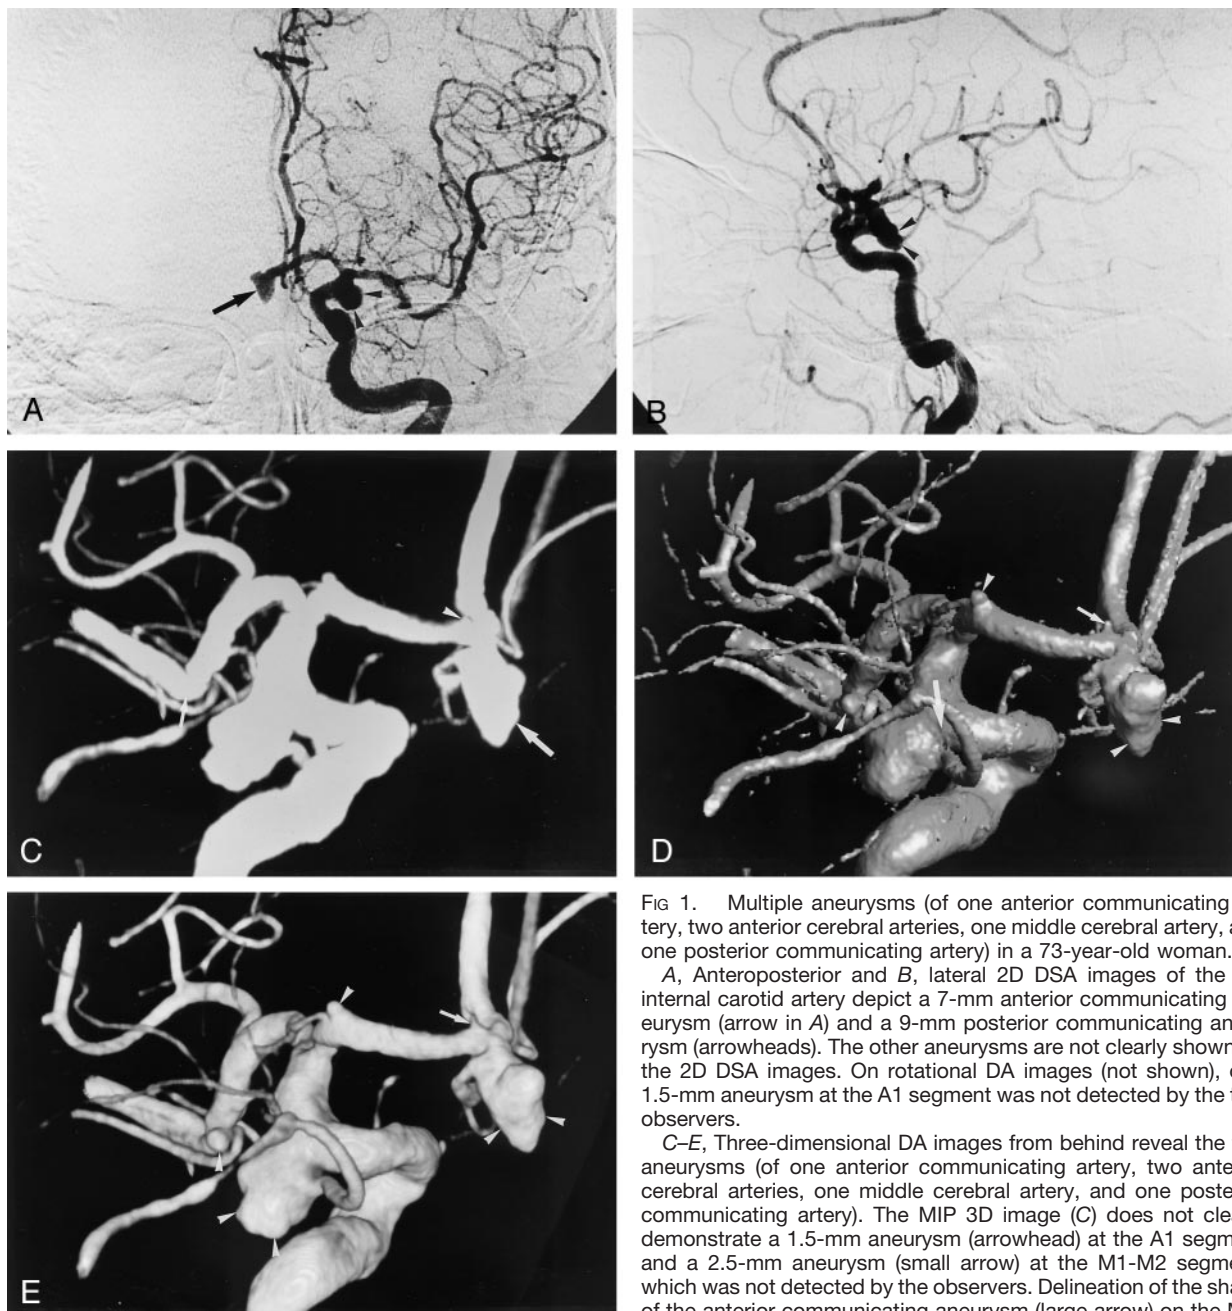 A
B
C
D
E
FIG 1. Multiple aneurysms (of one anterior communicating
tery, two anterior cerebral arteries, one middle cerebral artery,
one posterior communicating artery) in a 73-year-old woman.
A, Anteroposterior and B, lateral 2D DSA images of the
internal carotid artery depict a 7-mm anterior communicating
eurysm (arrow in A) and a 9-mm posterior communicating an
rysm (arrowheads). The other aneurysms are not clearly shown
the 2D DSA images. On rotational DA images (not shown),
1.5-mm aneurysm at the A1 segment was not detected by the
observers.
C–E, Three-dimensional DA images from behind reveal the
aneurysms (of one anterior communicating artery, two ante
cerebral arteries, one middle cerebral artery, and one poste
communicating artery). The MIP 3D image (C) does not clea
demonstrate a 1.5-mm aneurysm (arrowhead) at the A1 segm
and a 2.5-mm aneurysm (small arrow) at the M1-M2 segme
which was not detected by the observers. Delineation of the sha
of the anterior communicating aneurysm (large arrow) on the